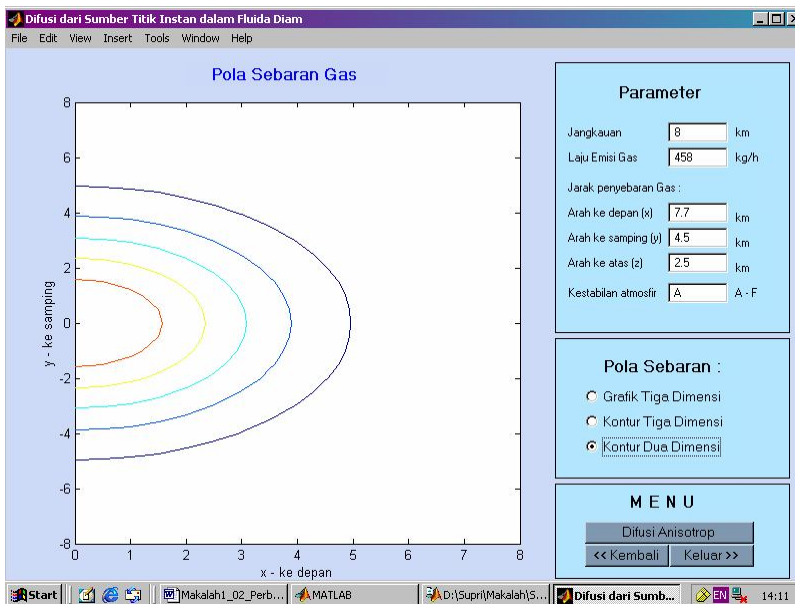 Difusi dari Sumber Titik Instan dalam Fluida Diam
File Edit View Insert Tools Window Help
Pola Sebaran Gas
8
6
4
2
0
-2
-4
-6
-8
y - ke samping
0 1 2 3 4 5 6 7 8
x - ke depan
Parameter
Jangkauan 8 km
Laju Emisi Gas 458 kg/h
Jarak penyebaran Gas :
Arah ke depan (x) 7.7 km
Arah ke samping (y) 4.5 km
Arah ke atas (z) 2.5 km
Kestabilan atmosfir A A - F
Pola Sebaran :
Grafik Tiga Dimensi
Kontur Tiga Dimensi
Kontur Dua Dimensi
M E N U
Difusi Anisotrop
<< Kembali Keluar >>
Start Makalah1_02_Perb... MATLAB D:\Supri\Makalah\S... Difusi dari Sumb... EN 14:11